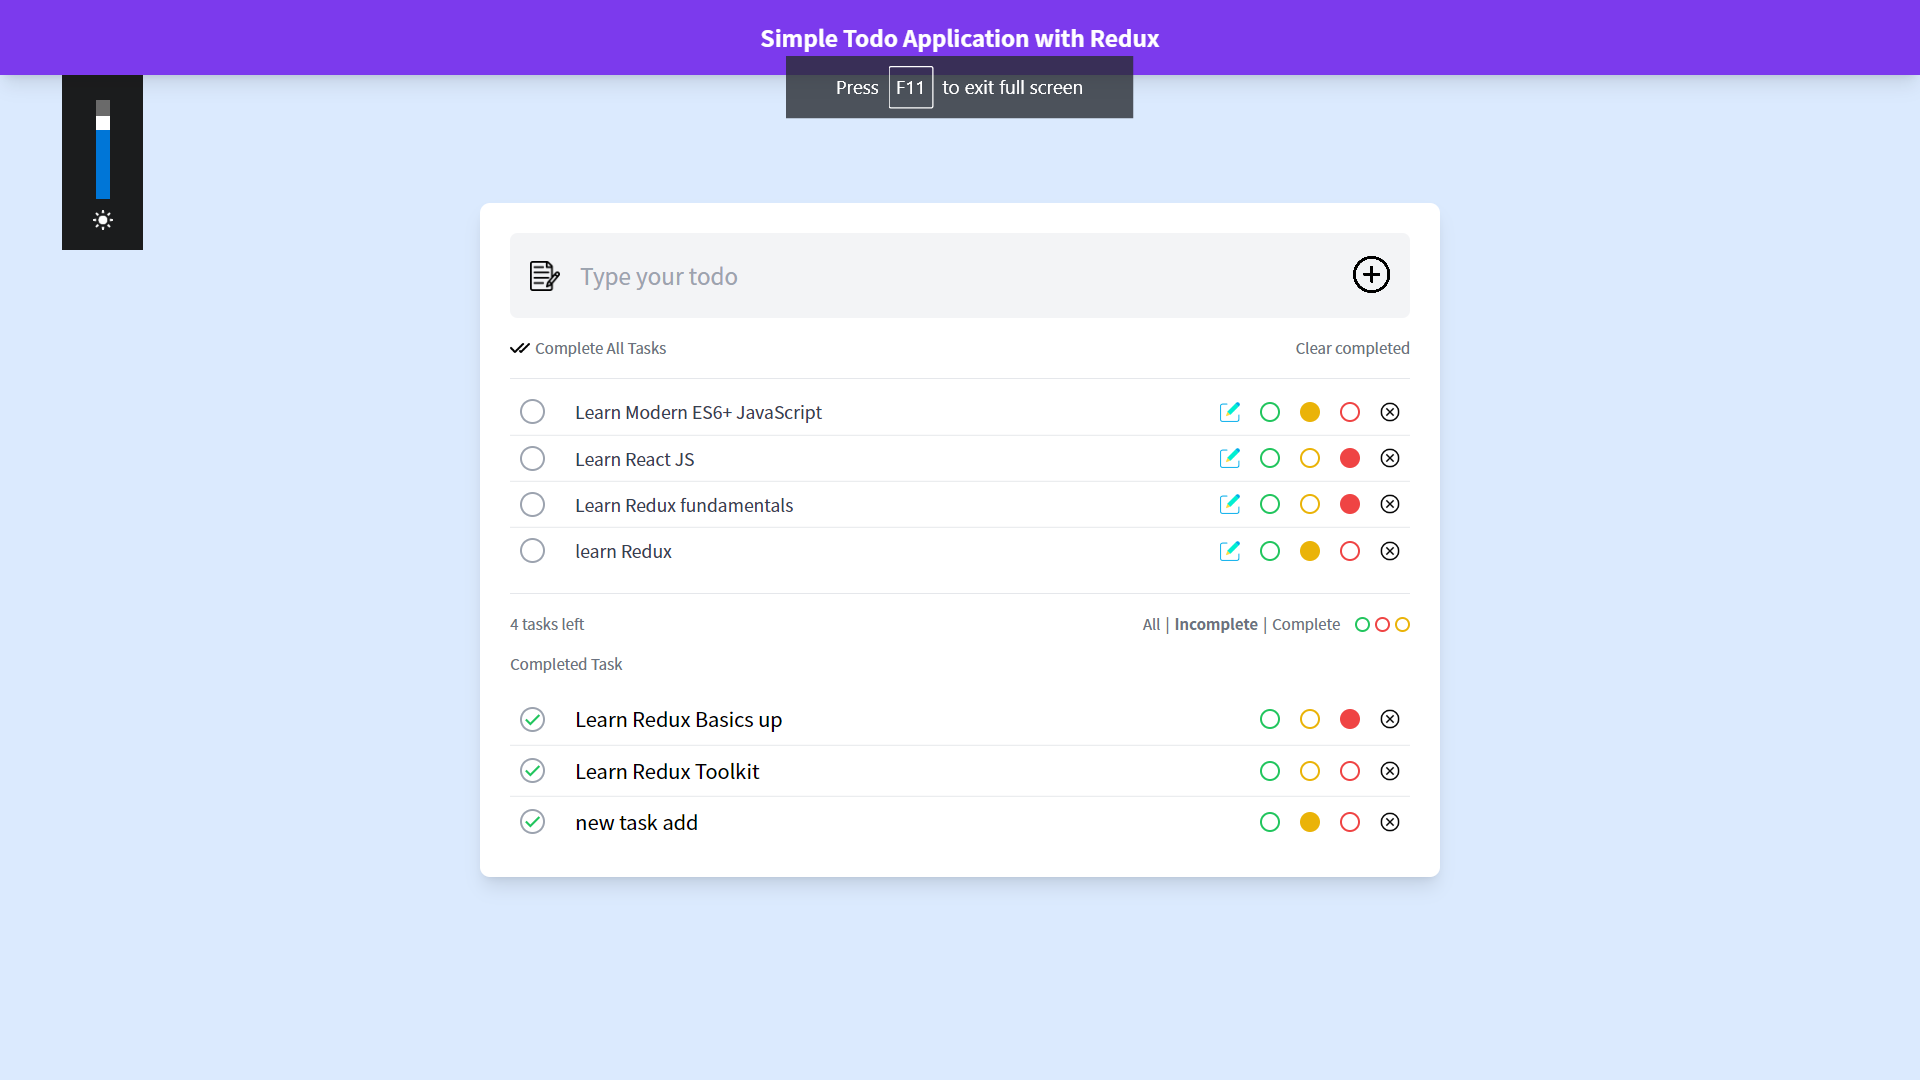 Simple Todo Application with Redux
Press F11 to exit full screen
Type your todo
Complete All Tasks Clear completed
Learn Modern ES6+ JavaScript
Learn React JS
Learn Redux fundamentals
learn Redux
4 tasks left All | Incomplete | Complete
Completed Task
Learn Redux Basics up
Learn Redux Toolkit
new task add